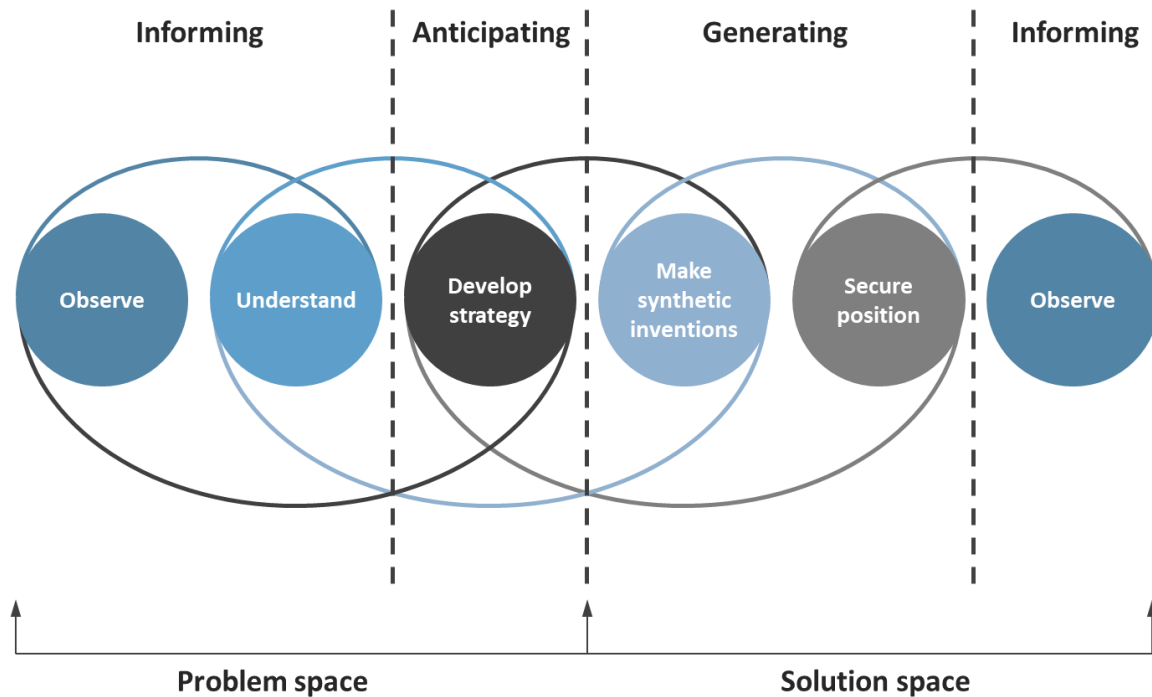 Informing
Anticipating
Generating
Informing
Observe
Understand
Develop
strategy
Make
synthetic
inventions
Secure
position
Observe
Problem space
Solution space